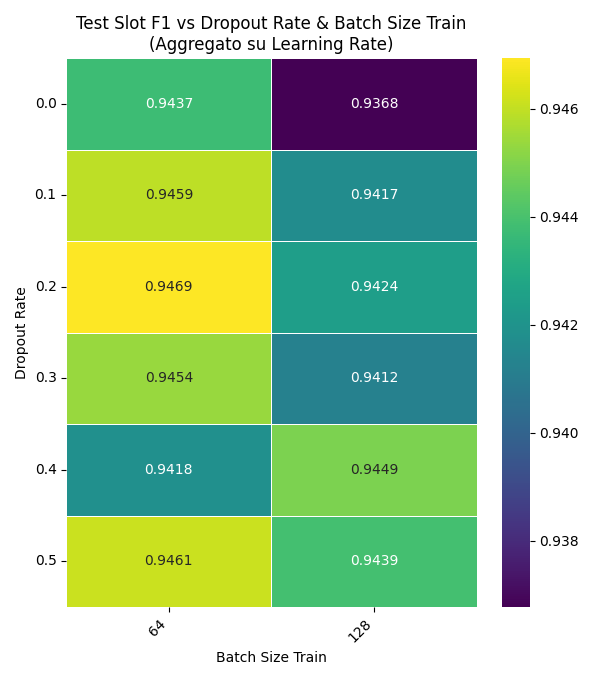 Test Slot F1 vs Dropout Rate & Batch Size Train
(Aggregato su Learning Rate)
Dropout Rate
0.0 0.9437 0.9368
0.1 0.9459 0.9417
0.2 0.9469 0.9424
0.3 0.9454 0.9412
0.4 0.9418 0.9449
0.5 0.9461 0.9439
64 128
Batch Size Train
0.946
0.944
0.942
0.940
0.938